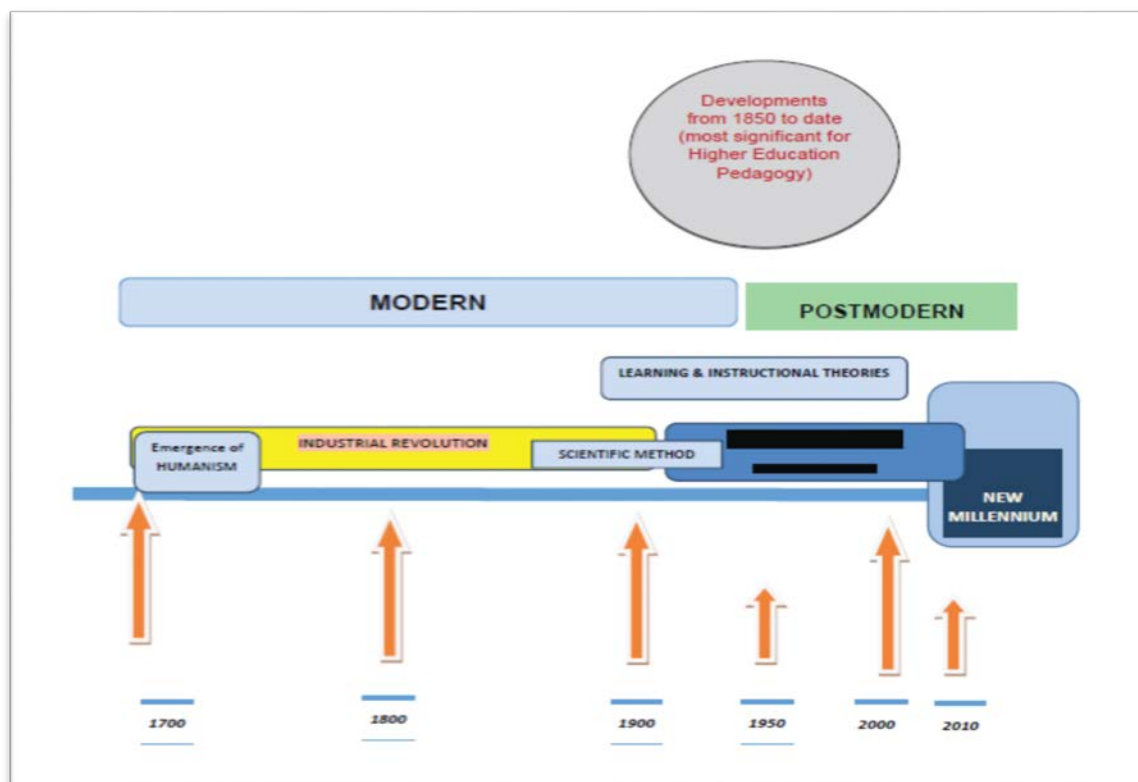 Developments
from 1850 to date
(most significant for
Higher Education
Pedagogy)
MODERN
POSTMODERN
LEARNING & INSTRUCTIONAL THEORIES
Emergence of
HUMANISM
INDUSTRIAL REVOLUTION
SCIENTIFIC METHOD
NEW
MILLENNIUM
1700
1800
1900
1950
2000
2010